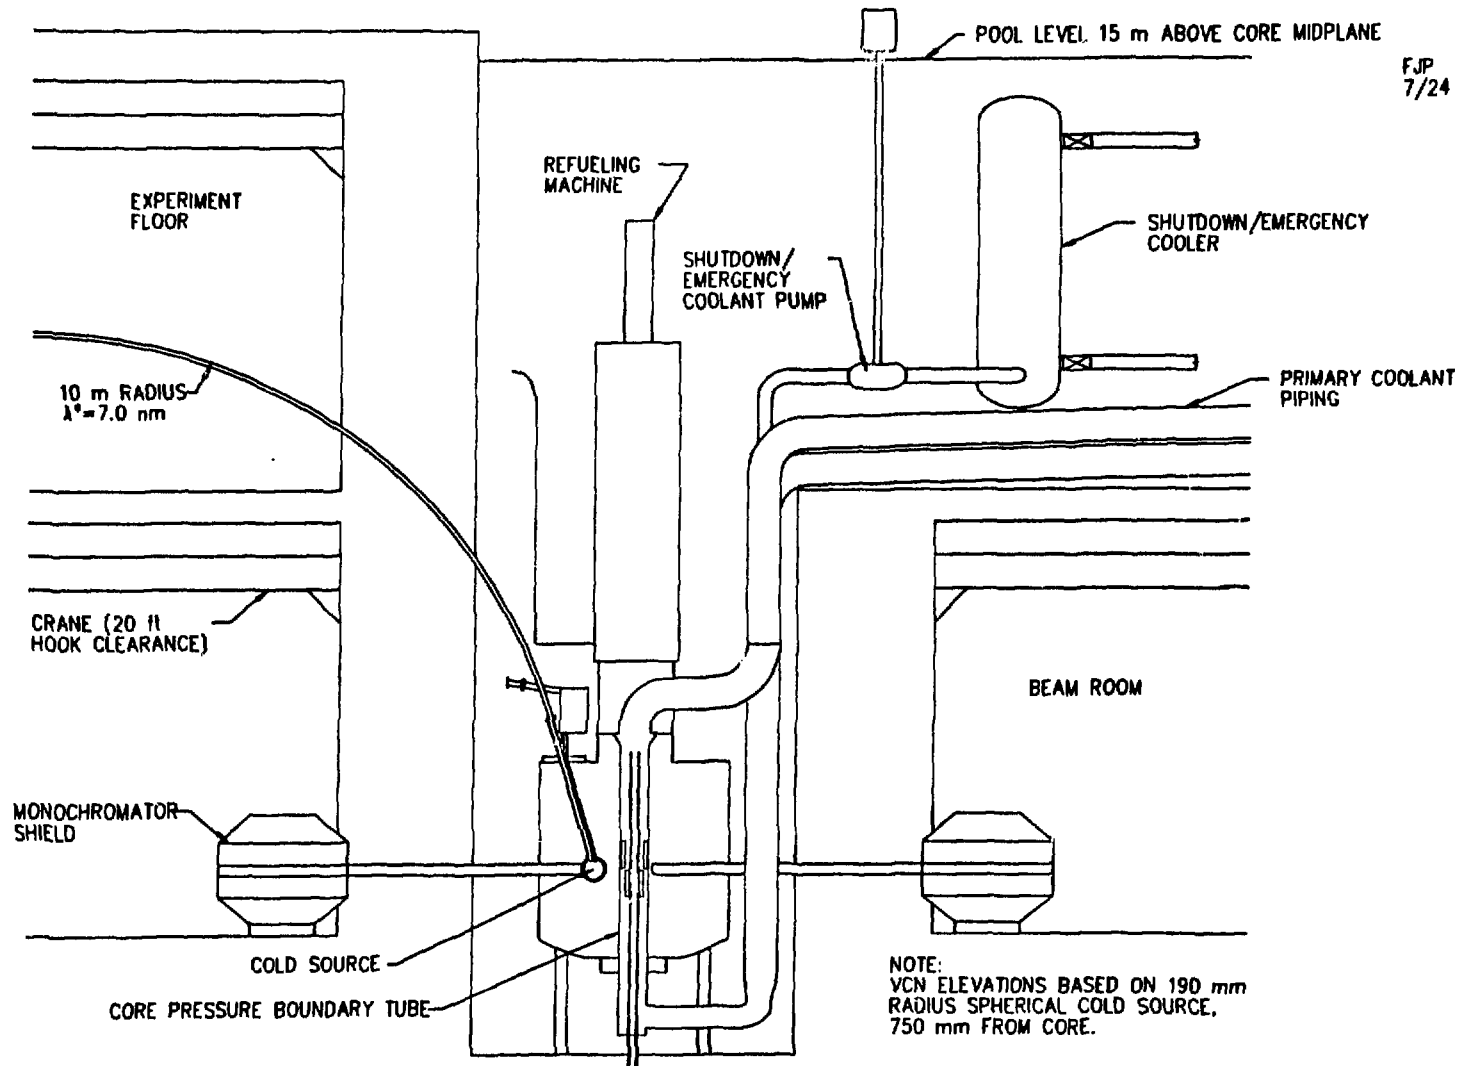 POOL LEVEL 15 m ABOVE CORE MIDPLANE
FJP
7/24
REFUELING
MACHINE
EXPERIMENT
FLOOR
SHUTDOWN/EMERGENCY
COOLER
SHUTDOWN/
EMERGENCY
COOLANT PUMP
10 m RADIUS
λ*=7.0 nm
PRIMARY COOLANT
PIPING
CRANE (20 ft
HOOK CLEARANCE)
BEAM ROOM
MONOCHROMATOR
SHIELD
COLD SOURCE
CORE PRESSURE BOUNDARY TUBE
NOTE:
VCN ELEVATIONS BASED ON 190 mm
RADIUS SPHERICAL COLD SOURCE,
750 mm FROM CORE.